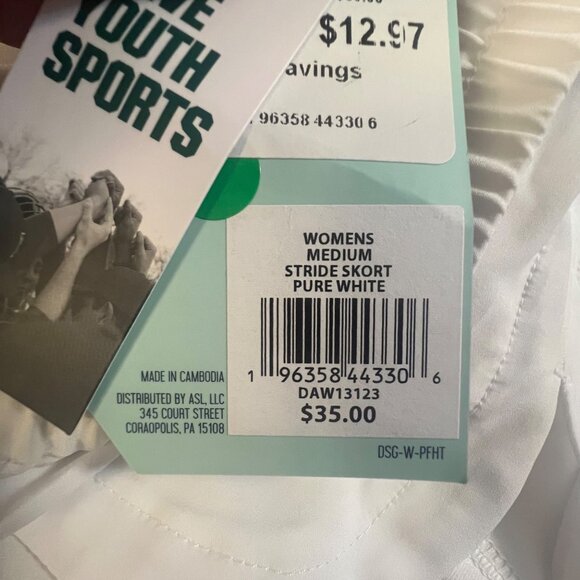 YOUTH
SPORTS
$12.97
avings
96358 44330 6
WOMENS
MEDIUM
STRIDE SKORT
PURE WHITE
1 96358 44330 6
DAW13123
$35.00
MADE IN CAMBODIA
DISTRIBUTED BY ASL, LLC
345 COURT STREET
CORAOPOLIS, PA 15108
DSG-W-PFHT